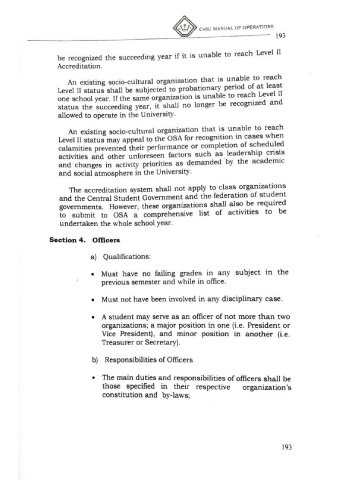 CvSU MANUAL OF OPERATIONS
193
be recognized the succeeding year if it is unable to reach Level II
Accreditation.
An existing socio-cultural organization that is unable to reach
Level II status shall be subjected to probationary period of at least
one school year. If the same organization is unable to reach Level II
status the succeeding year, it shall no longer be recognized and
allowed to operate in the University.
An existing socio-cultural organization that is unable to reach
Level II status may appeal to the OSA for recognition in cases when
calamities prevented their performance or completion of scheduled
activities and other unforeseen factors such as leadership crisis
and changes in activity priorities as demanded by the academic
and social atmosphere in the University.
The accreditation system shall not apply to class organizations
and the Central Student Government and the federation of student
governments. However, these organizations shall also be required
to submit to OSA a comprehensive list of activities to be
undertaken the whole school year.
Section 4. Officers
a) Qualifications:
• Must have no failing grades in any subject in the
previous semester and while in office.
• Must not have been involved in any disciplinary case.
• A student may serve as an officer of not more than two
organizations; a major position in one (i.e. President or
Vice President), and minor position in another (i.e.
Treasurer or Secretary).
b) Responsibilities of Officers
• The main duties and responsibilities of officers shall be
those specified in their respective organization's
constitution and by-laws;
193